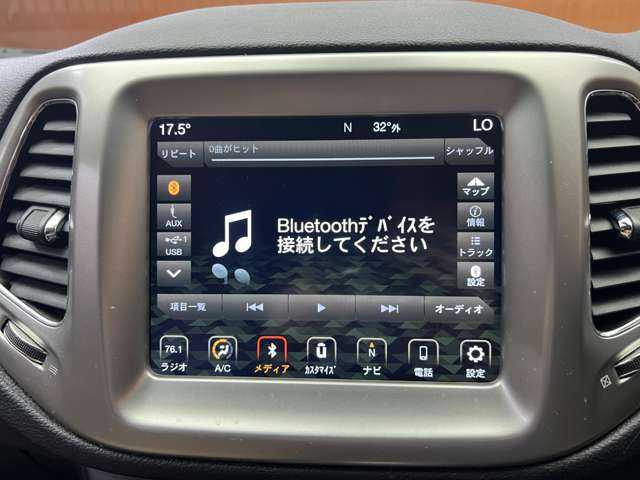 17.5°
N
32°外
LO
リピート
0曲がヒット
シャッフル
マップ
AUX
Bluetoothデバイスを
接続してください
情報
1
USB
トラック
設定
項目一覧
オーディオ
76.1
ラジオ
A/C
メディア
カスタマイズ
N
ナビ
電話
設定